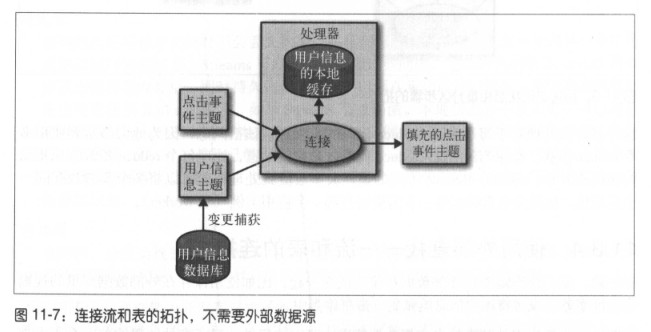 处理器
用户信息
的本地
缓存
点击事
件主题
连接
填充的点击
事件主题
用户信
息主题
变更捕获
用户信息
数据库
图 11-7：连接流和表的拓扑，不需要外部数据源